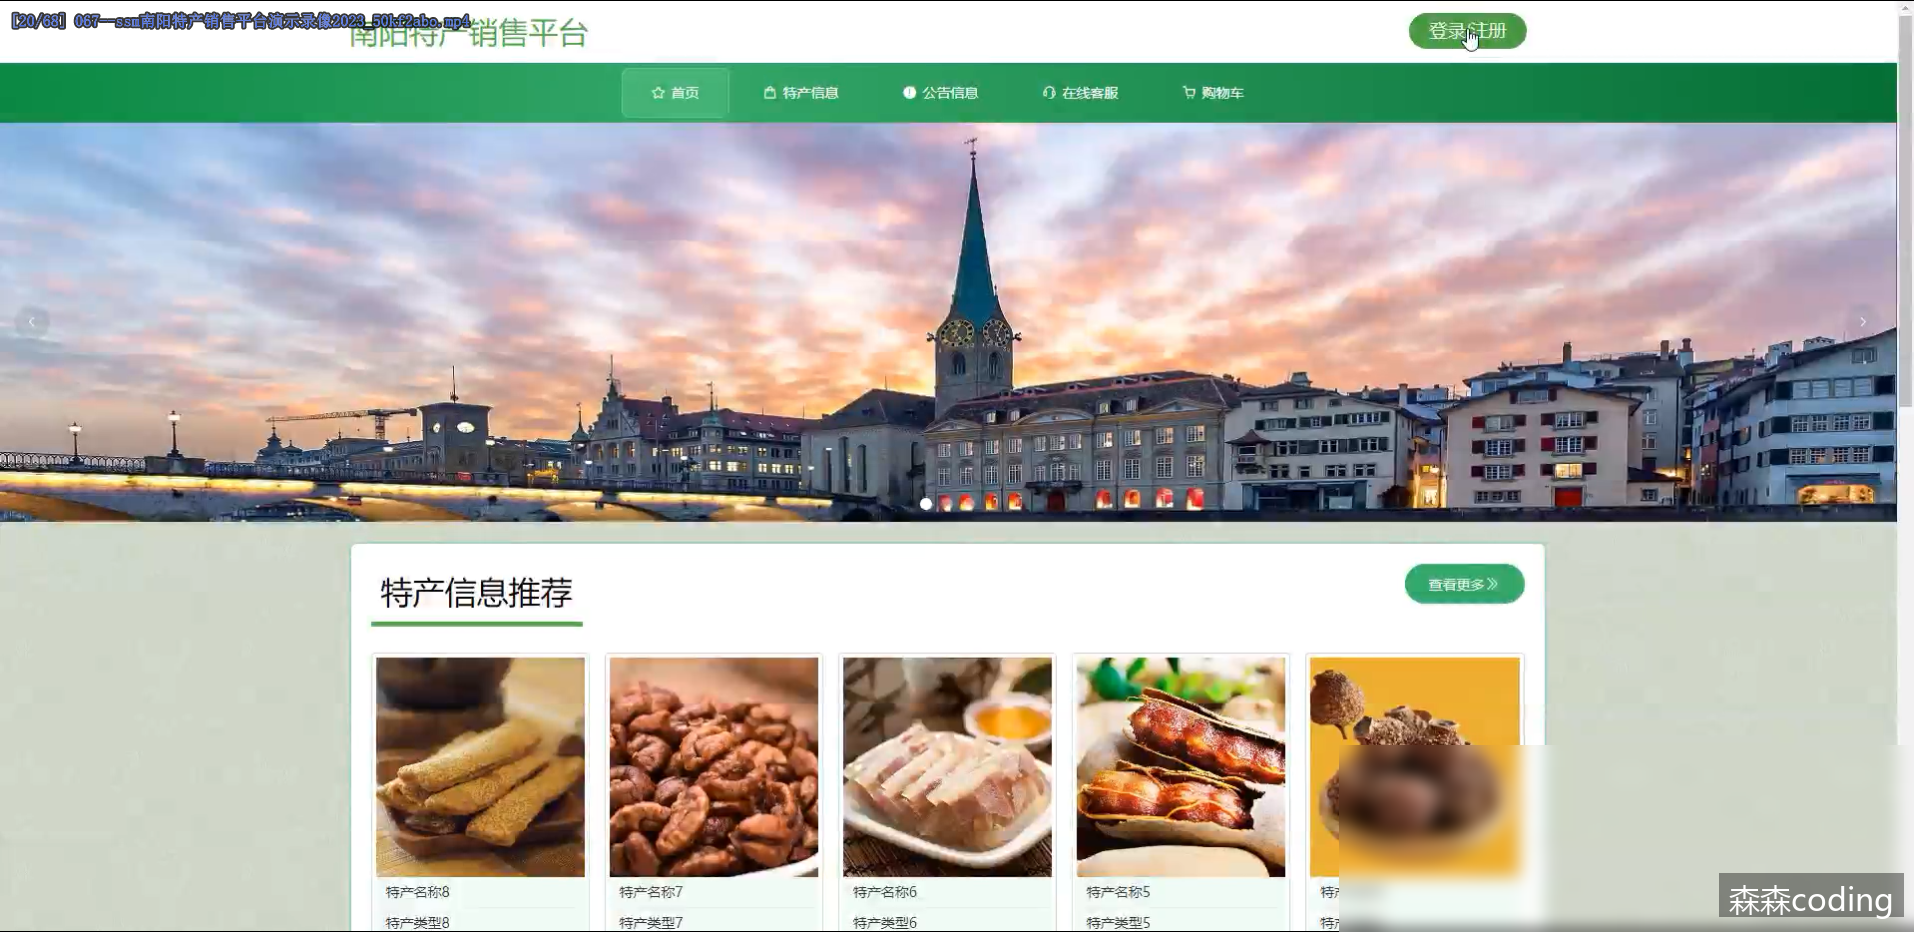 [20/68] 067—ssm南阳特产销售平台演示录像2023_50kf2abo.mp4
南阳特产销售平台
登录/注册
首页
特产信息
公告信息
在线客服
购物车
特产信息推荐
查看更多
特产名称8
特产名称7
特产名称6
特产名称5
特产类型8
特产类型7
特产类型6
特产类型5
森森coding